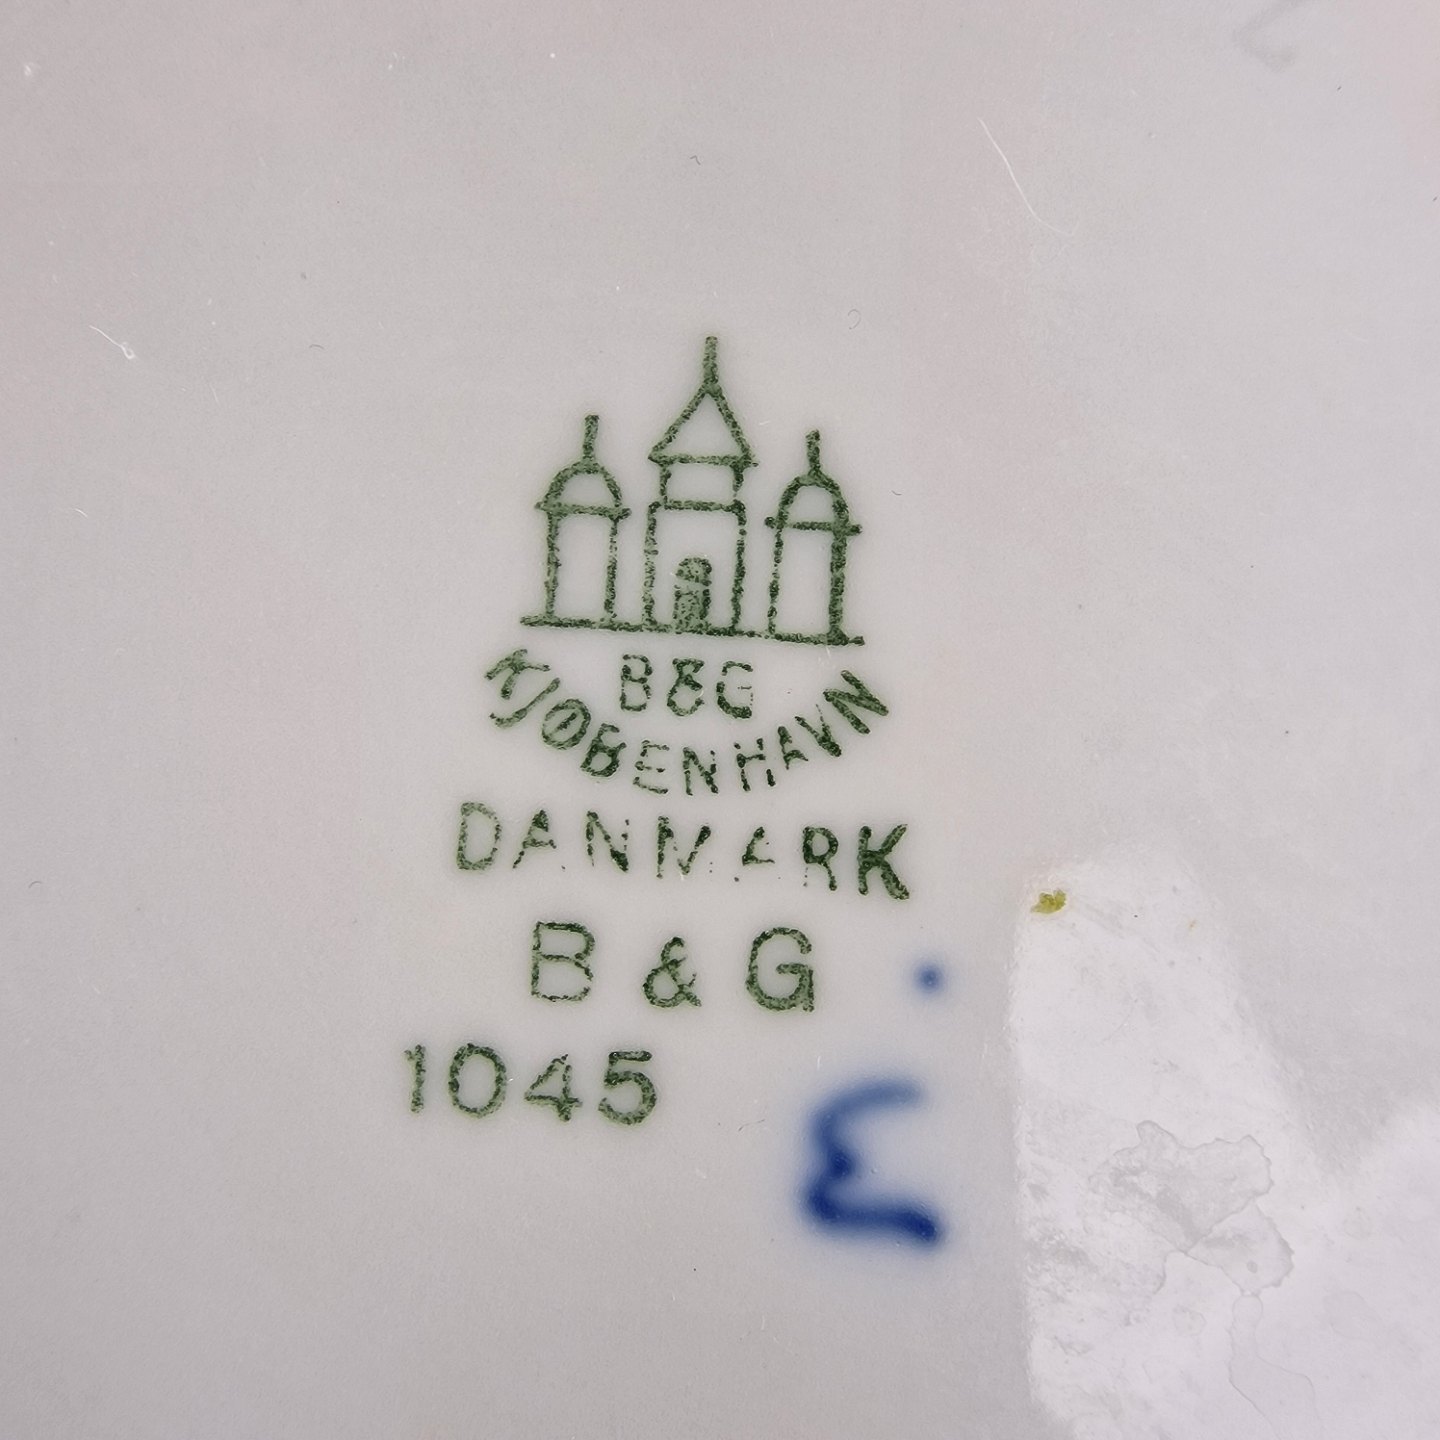 B&G
KJØBENHAVN
DANMARK
B & G
1045